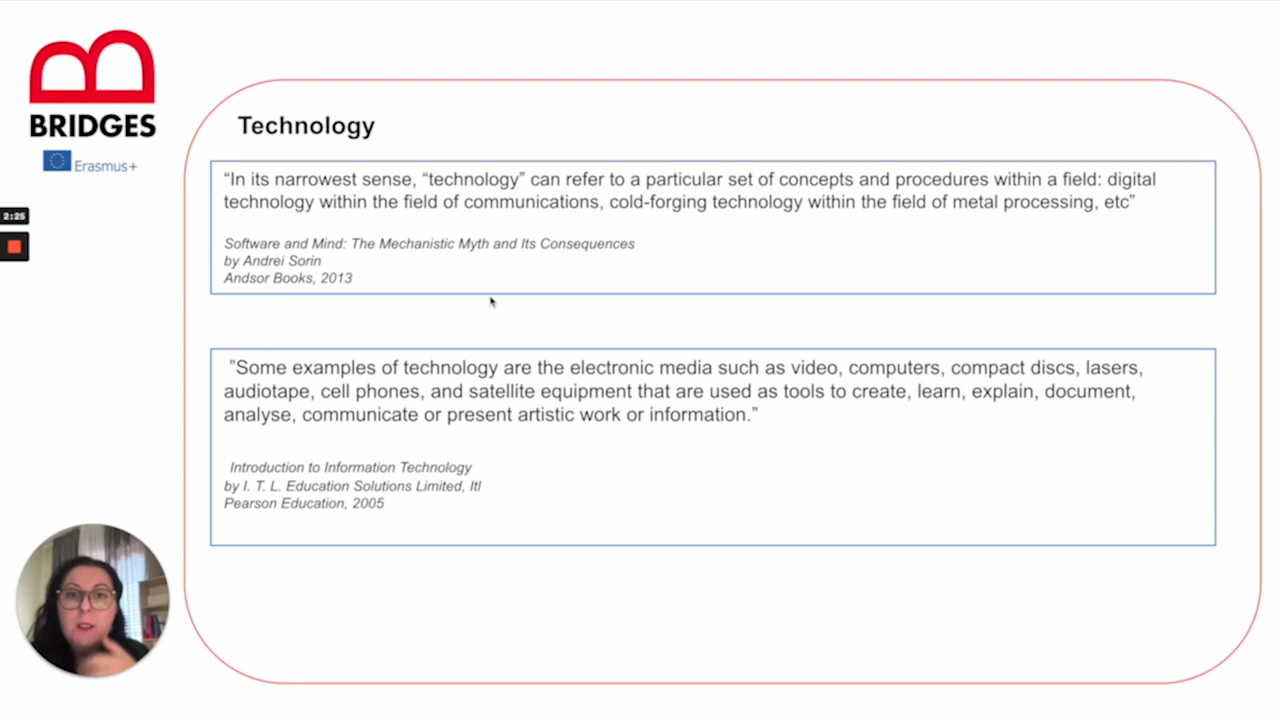 BRIDGES
Erasmus+
2:25
Technology
“In its narrowest sense, “technology” can refer to a particular set of concepts and procedures within a field: digital
technology within the field of communications, cold-forging technology within the field of metal processing, etc”
Software and Mind: The Mechanistic Myth and Its Consequences
by Andrei Sorin
Andsor Books, 2013
”Some examples of technology are the electronic media such as video, computers, compact discs, lasers,
audiotape, cell phones, and satellite equipment that are used as tools to create, learn, explain, document,
analyse, communicate or present artistic work or information.”
Introduction to Information Technology
by I. T. L. Education Solutions Limited, Itl
Pearson Education, 2005